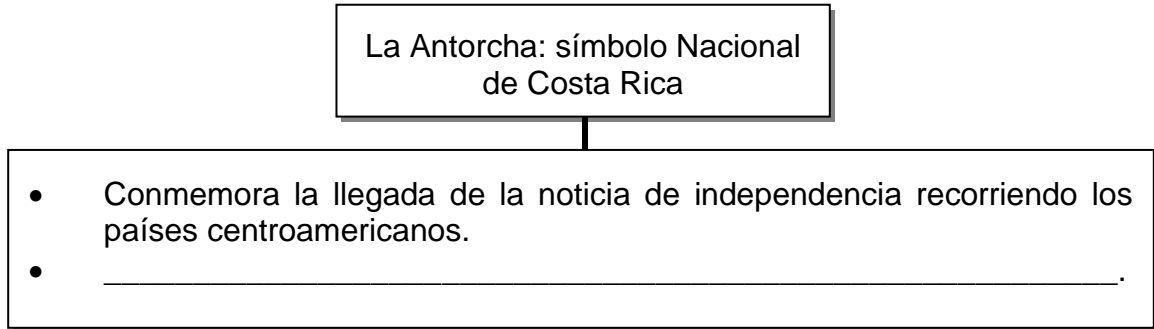 La Antorcha: símbolo Nacional
de Costa Rica
• Conmemora la llegada de la noticia de independencia recorriendo los
países centroamericanos.
• ____________________________________________________________.